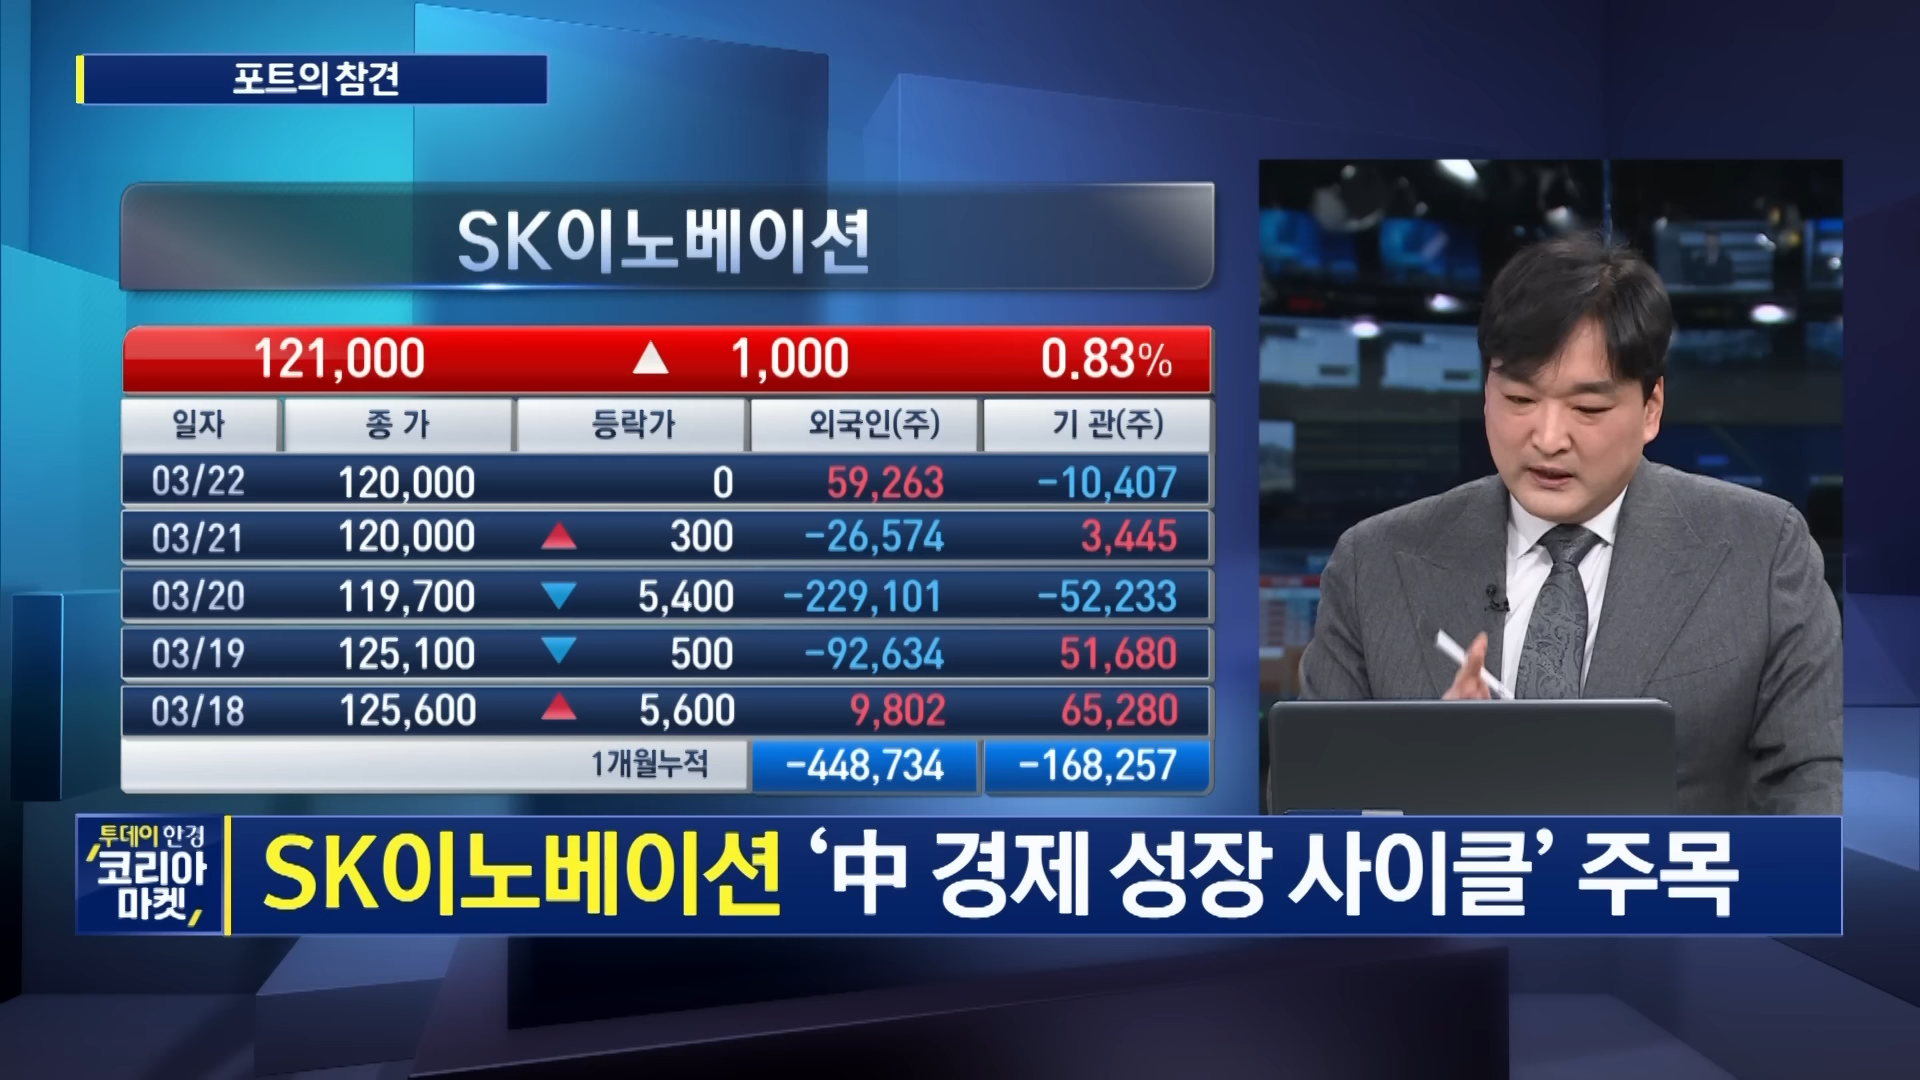 포트의 참견
SK이노베이션
121,000 ▲ 1,000 0.83%
일자 종 가 등락가 외국인(주) 기 관(주)
03/22 120,000 0 59,263 -10,407
03/21 120,000 ▲ 300 -26,574 3,445
03/20 119,700 ▼ 5,400 -229,101 -52,233
03/19 125,100 ▼ 500 -92,634 51,680
03/18 125,600 ▲ 5,600 9,802 65,280
1개월누적 -448,734 -168,257
투데이 한경
코리아
마켓
SK이노베이션 ‘中 경제 성장 사이클’ 주목